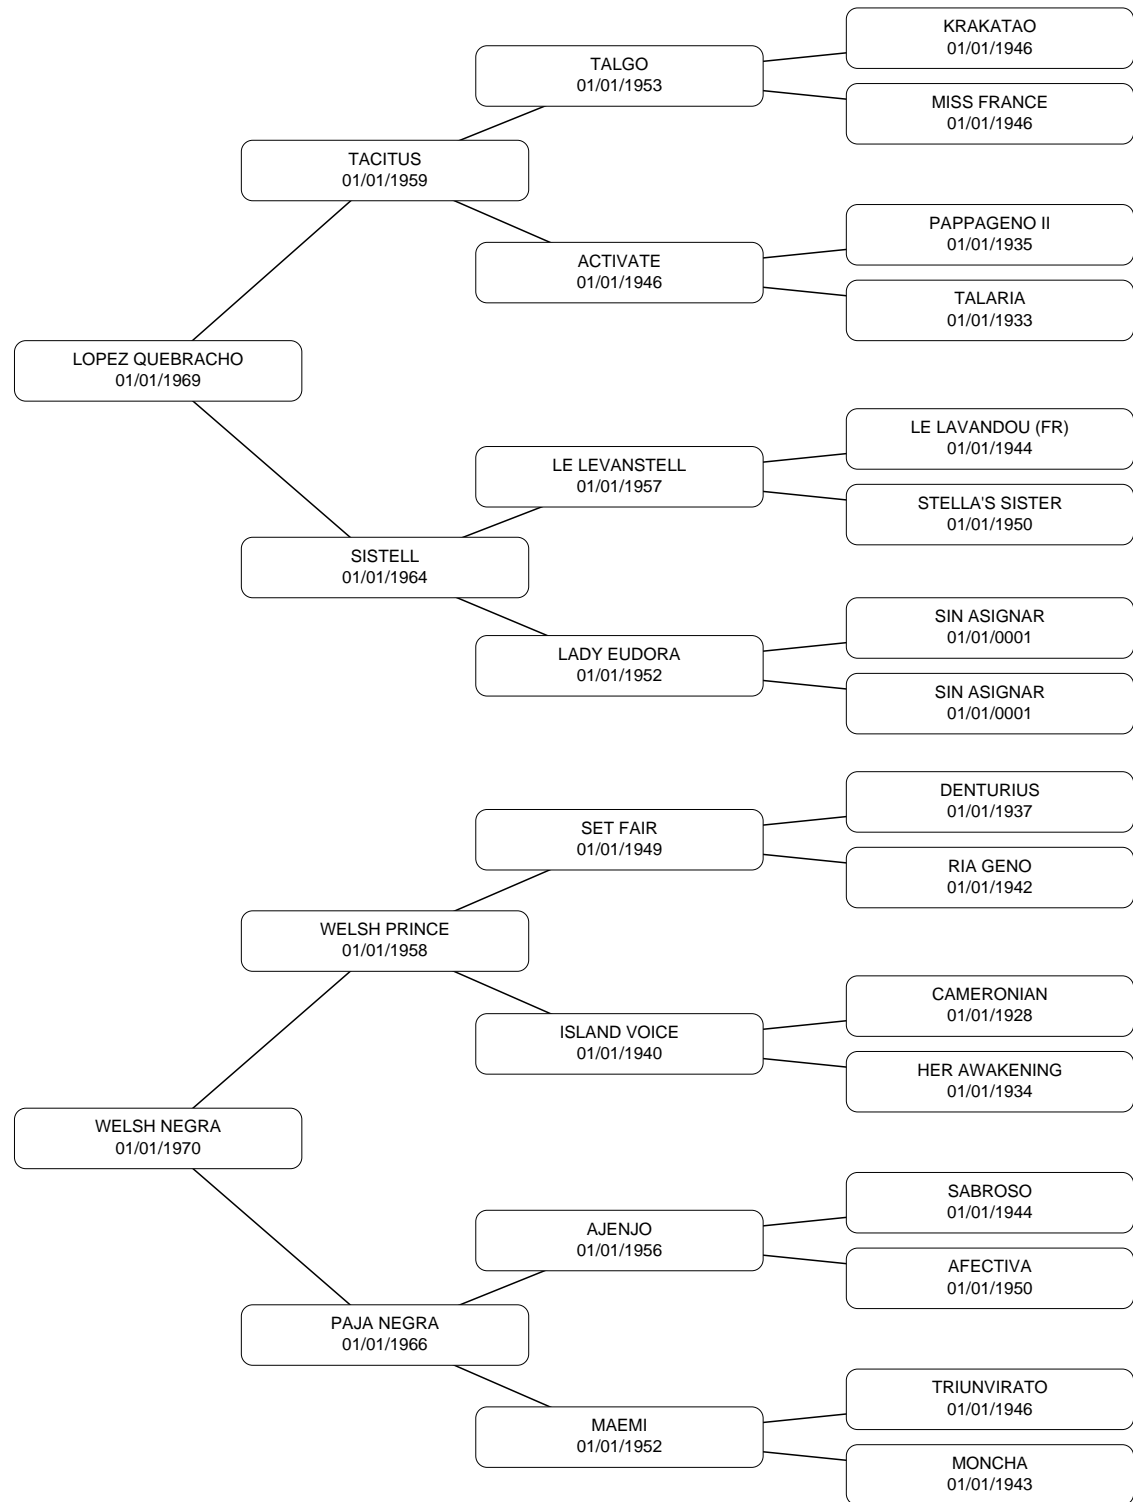 KRAKATAO
01/01/1946
TALGO
01/01/1953
MISS FRANCE
01/01/1946
TACITUS
01/01/1959
PAPPAGENO II
01/01/1935
ACTIVATE
01/01/1946
TALARIA
01/01/1933
LOPEZ QUEBRACHO
01/01/1969
LE LAVANDOU (FR)
01/01/1944
LE LEVANSTELL
01/01/1957
STELLA'S SISTER
01/01/1950
SISTELL
01/01/1964
SIN ASIGNAR
01/01/0001
LADY EUDORA
01/01/1952
SIN ASIGNAR
01/01/0001
DENTURIUS
01/01/1937
SET FAIR
01/01/1949
RIA GENO
01/01/1942
WELSH PRINCE
01/01/1958
CAMERONIAN
01/01/1928
ISLAND VOICE
01/01/1940
HER AWAKENING
01/01/1934
WELSH NEGRA
01/01/1970
SABROSO
01/01/1944
AJENJO
01/01/1956
AFECTIVA
01/01/1950
PAJA NEGRA
01/01/1966
TRIUNVIRATO
01/01/1946
MAEMI
01/01/1952
MONCHA
01/01/1943